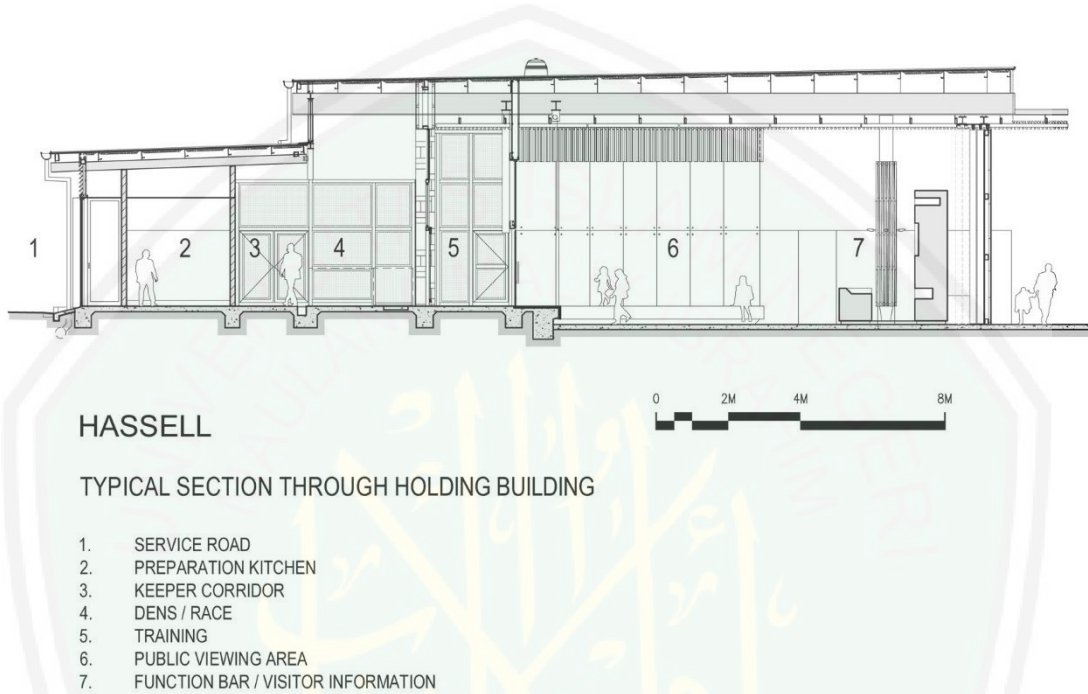 1 2 3 4 5 6 7
0 2M 4M 8M
HASSELL
TYPICAL SECTION THROUGH HOLDING BUILDING
1. SERVICE ROAD
2. PREPARATION KITCHEN
3. KEEPER CORRIDOR
4. DENS / RACE
5. TRAINING
6. PUBLIC VIEWING AREA
7. FUNCTION BAR / VISITOR INFORMATION